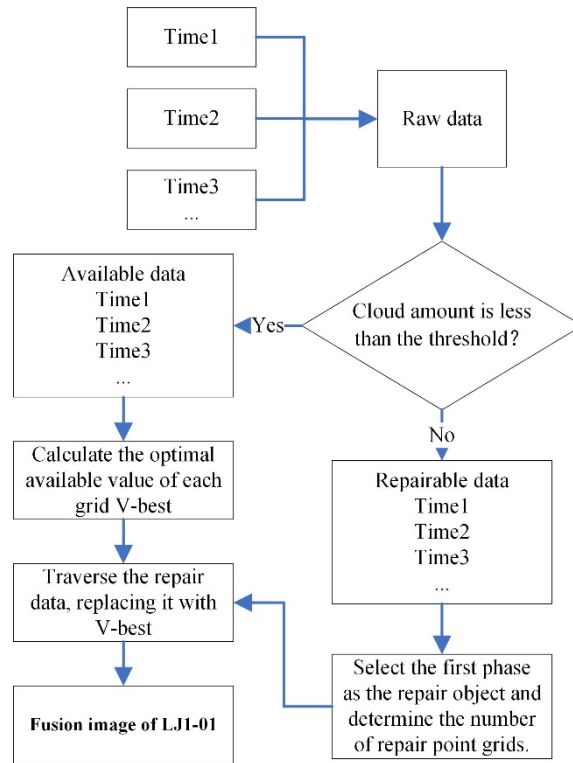 Time1
Time2
Time3
...
Raw data
Cloud amount is less
than the threshold?
Yes
No
Available data
Time1
Time2
Time3
...
Calculate the optimal
available value of each
grid V-best
Traverse the repair
data, replacing it with
V-best
Fusion image of LJ1-01
Repairable data
Time1
Time2
Time3
...
Select the first phase
as the repair object and
determine the number
of repair point grids.